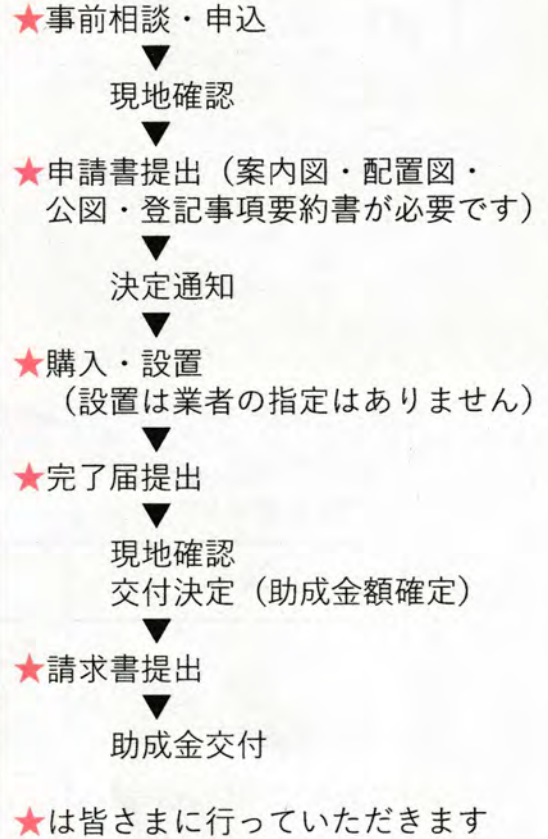 ★事前相談・申込
▼
現地確認
▼
★申請書提出（案内図・配置図・
公図・登記事項要約書が必要です）
▼
決定通知
▼
★購入・設置
（設置は業者の指定はありません）
▼
★完了届提出
▼
現地確認
交付決定（助成金額確定）
▼
★請求書提出
▼
助成金交付
★は皆さまに行っていただきます